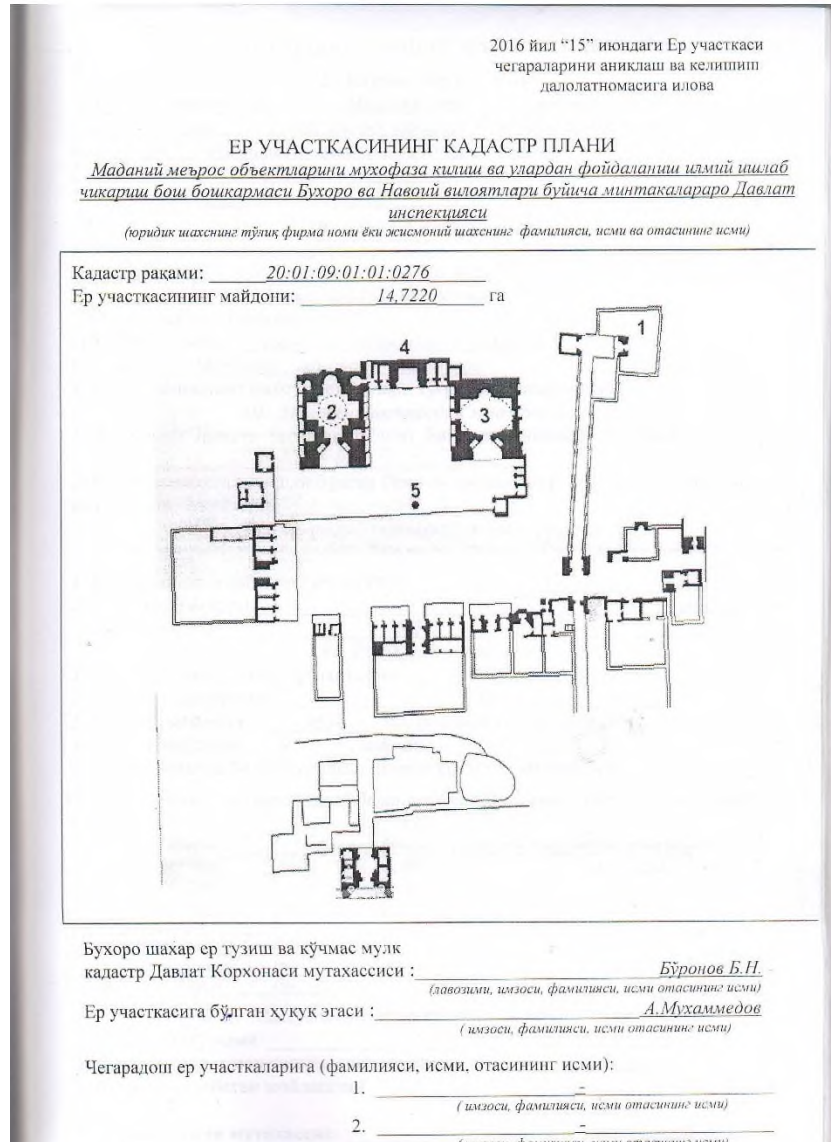 2016 йил “15” июндаги Ер участкаси
чегараларини аниклаш ва келишиш
далолатномасига илова
ЕР УЧАСТКАСИНИНГ КАДАСТР ПЛАНИ
Маданий меърос объектларини мухофаза килиш ва улардан фойдаланиш илмий ишлаб
чикариш бош бошкармаси Бухоро ва Навоий вилоятлари буйича минтакалараро Давлат
инспекцияси
(юридик шахснинг тўлиқ фирма номи ёки жисмоний шахснинг фамилияси, исми ва отасининг исми)
Кадастр рақами: 20:01:09:01:01:0276
Ер участкасининг майдони: 14,7220 га
1
4
2
3
5
Бухоро шахар ер тузиш ва кўчмас мулк
кадастр Давлат Корхонаси мутахассиси : Бўронов Б.Н.
(лавозими, имзоси, фамилияси, исми отасининг исми)
Ер участкасига бўлган ҳуқуқ эгаси : А.Мухаммедов
( имзоси, фамилияси, исми отасининг исми)
Чегарадош ер участкаларига (фамилияси, исми, отасининг исми):
1. -
( имзоси, фамилияси, исми отасининг исми)
2. -